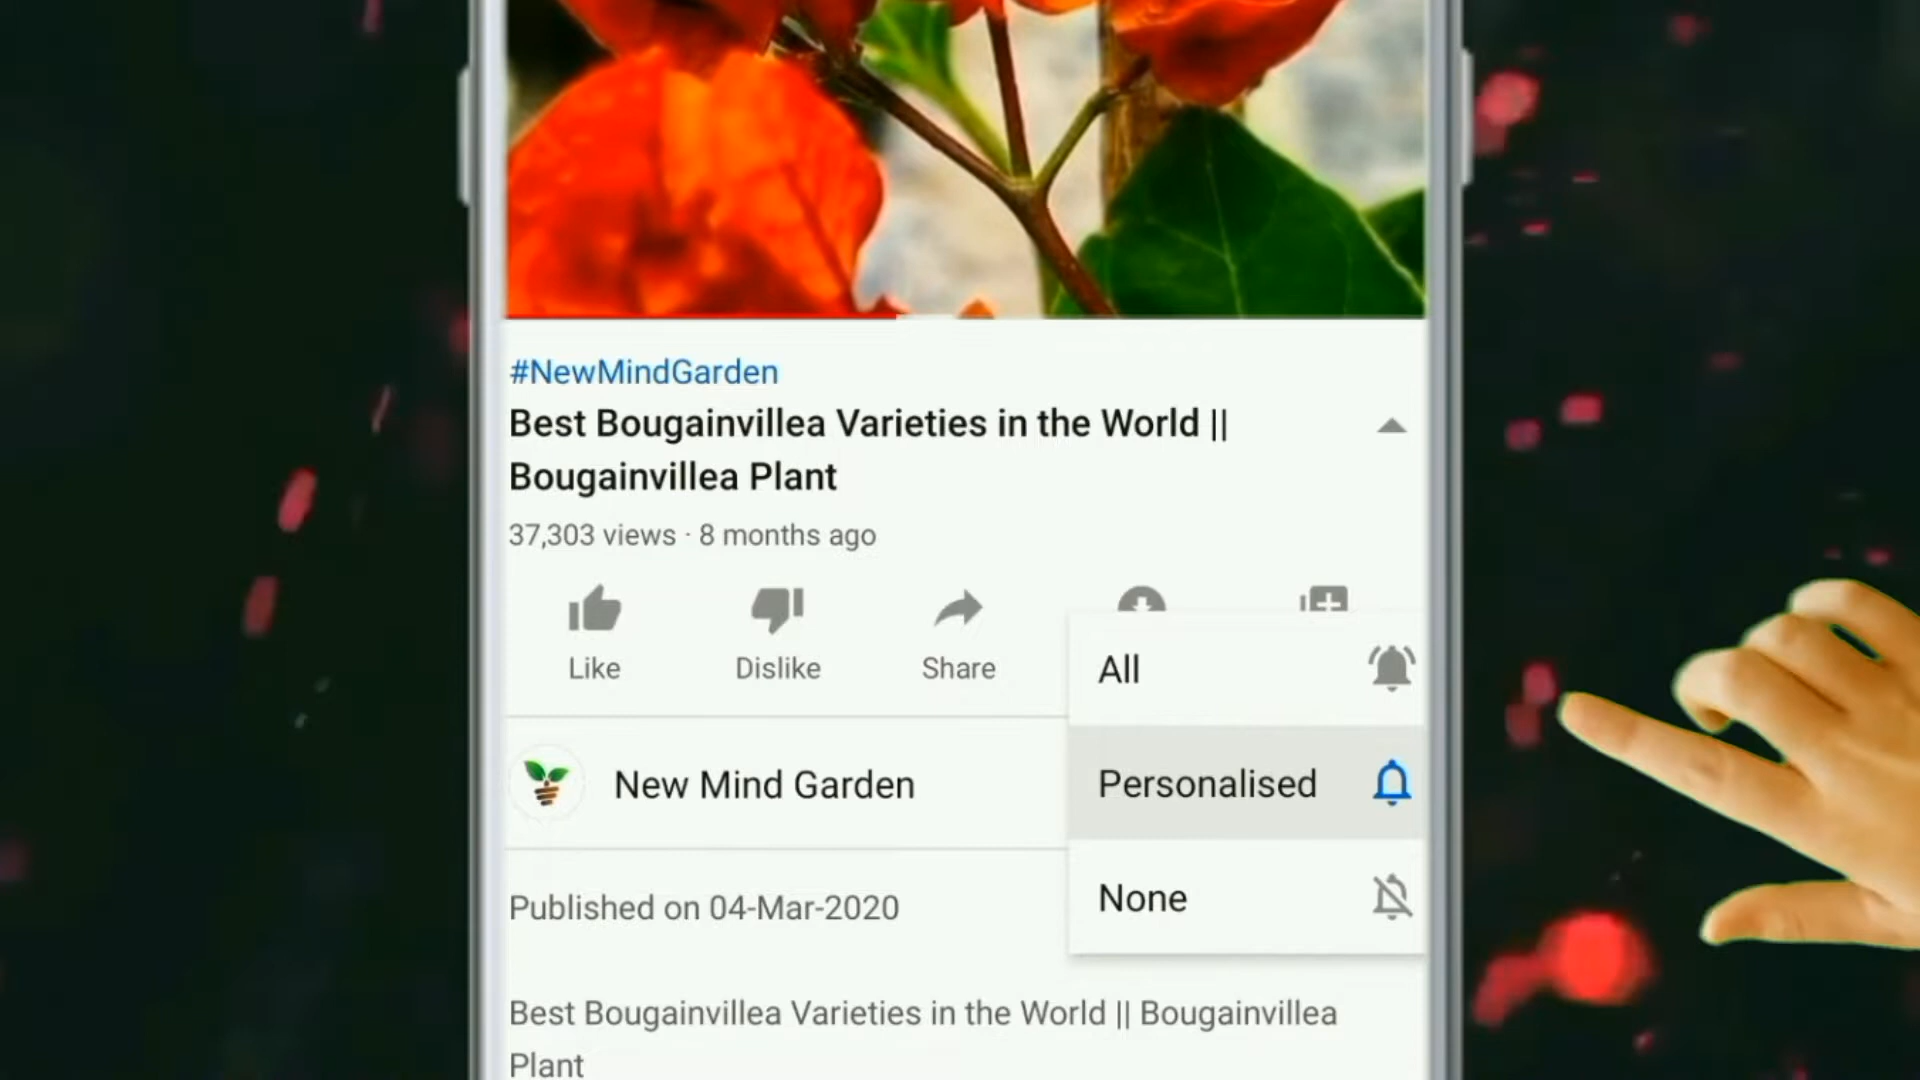 #NewMindGarden
Best Bougainvillea Varieties in the World ||
Bougainvillea Plant
37,303 views · 8 months ago
Like
Dislike
Share
All
Personalised
None
New Mind Garden
Published on 04-Mar-2020
Best Bougainvillea Varieties in the World || Bougainvillea
Plant